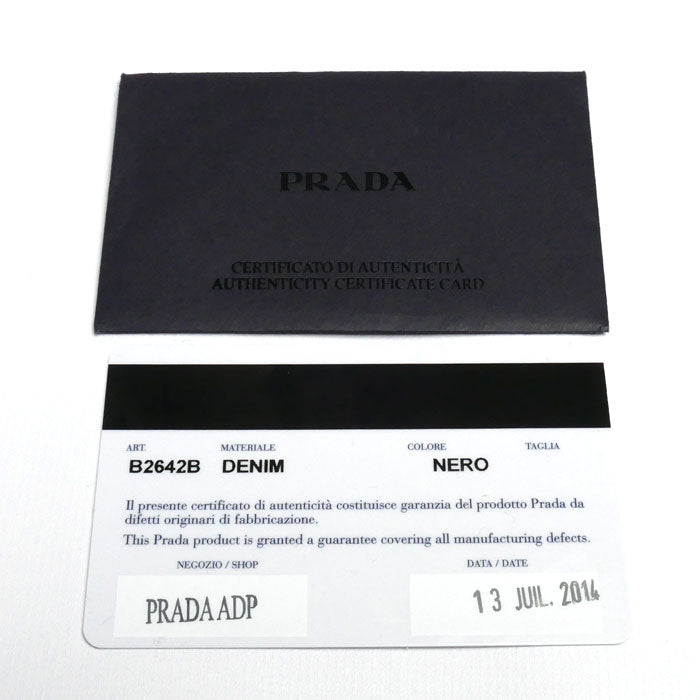 PRADA
CERTIFICATO DI AUTENTICITÀ
AUTHENTICITY CERTIFICATE CARD
ART. MATERIALE COLORE TAGLIA
B2642B DENIM NERO
Il presente certificato di autenticità costituisce garanzia del prodotto Prada da
difetti originari di fabbricazione.
This Prada product is granted a guarantee covering all manufacturing defects.
NEGOZIO / SHOP DATA / DATE
PRADA ADP 13 JUIL. 2014